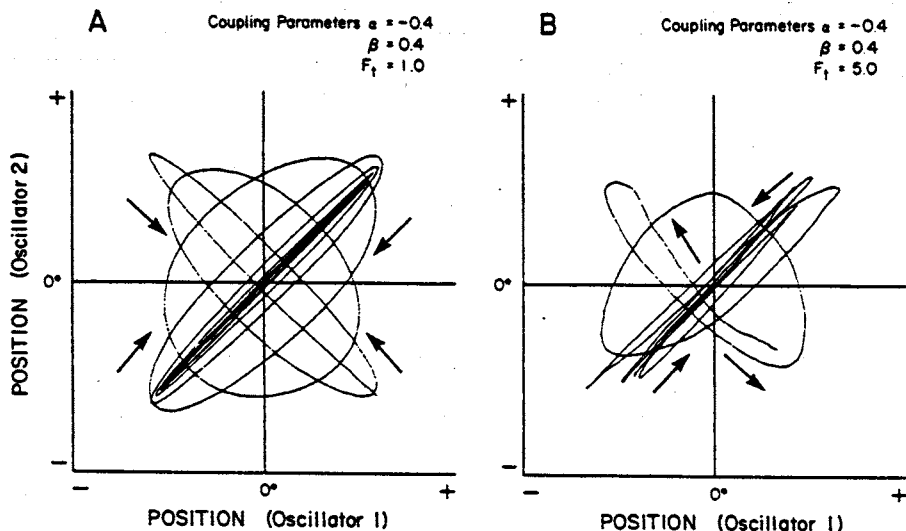 A
Coupling Parameters α = −0.4
β = 0.4
Ft = 1.0
+
POSITION (Oscillator 2)
0°
−
−
0°
+
POSITION (Oscillator 1)
B
Coupling Parameters α = −0.4
β = 0.4
Ft = 5.0
+
0°
−
−
0°
+
POSITION (Oscillator 1)